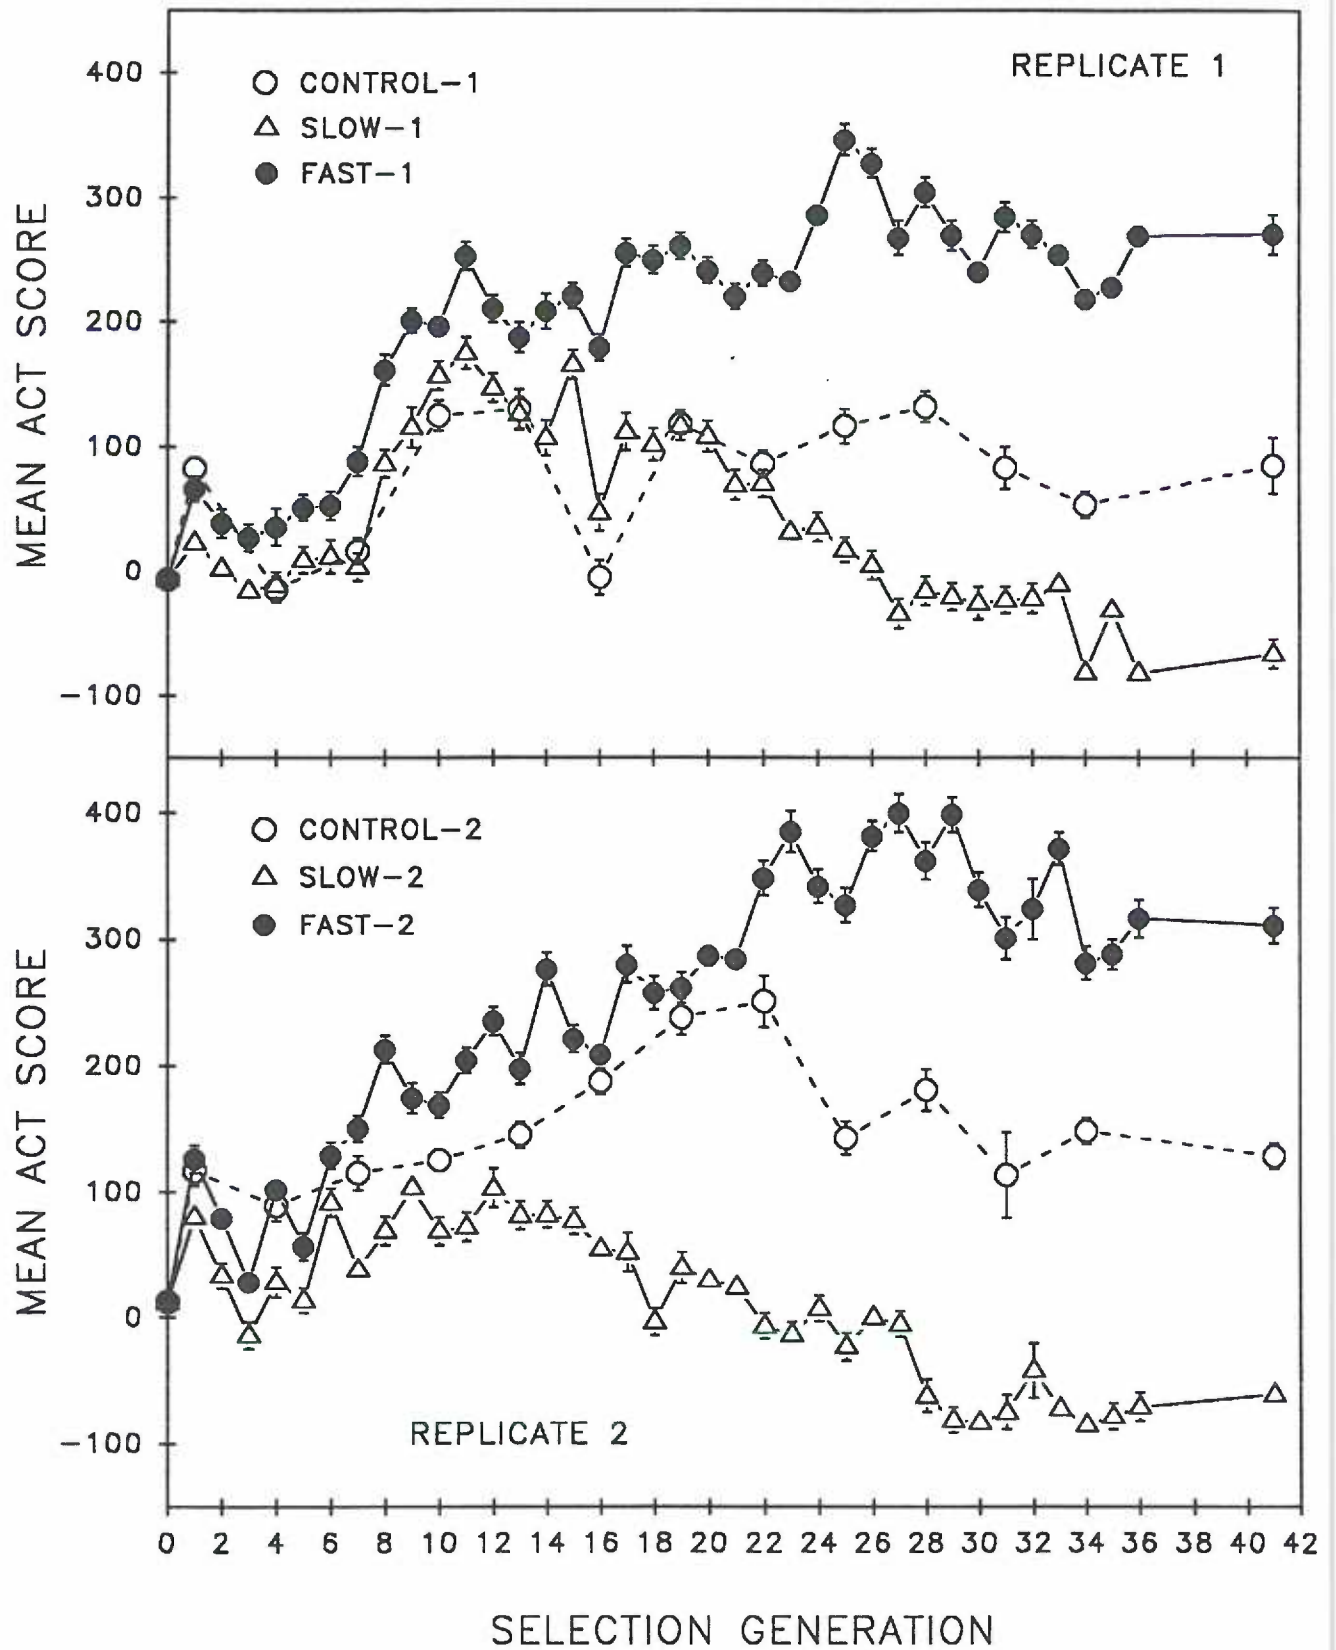 REPLICATE 1
400
CONTROL-1
SLOW-1
FAST-1
300
200
100
0
-100
MEAN ACT SCORE
400
CONTROL-2
SLOW-2
FAST-2
300
200
100
0
-100
MEAN ACT SCORE
REPLICATE 2
0 2 4 6 8 10 12 14 16 18 20 22 24 26 28 30 32 34 36 38 40 42
SELECTION GENERATION